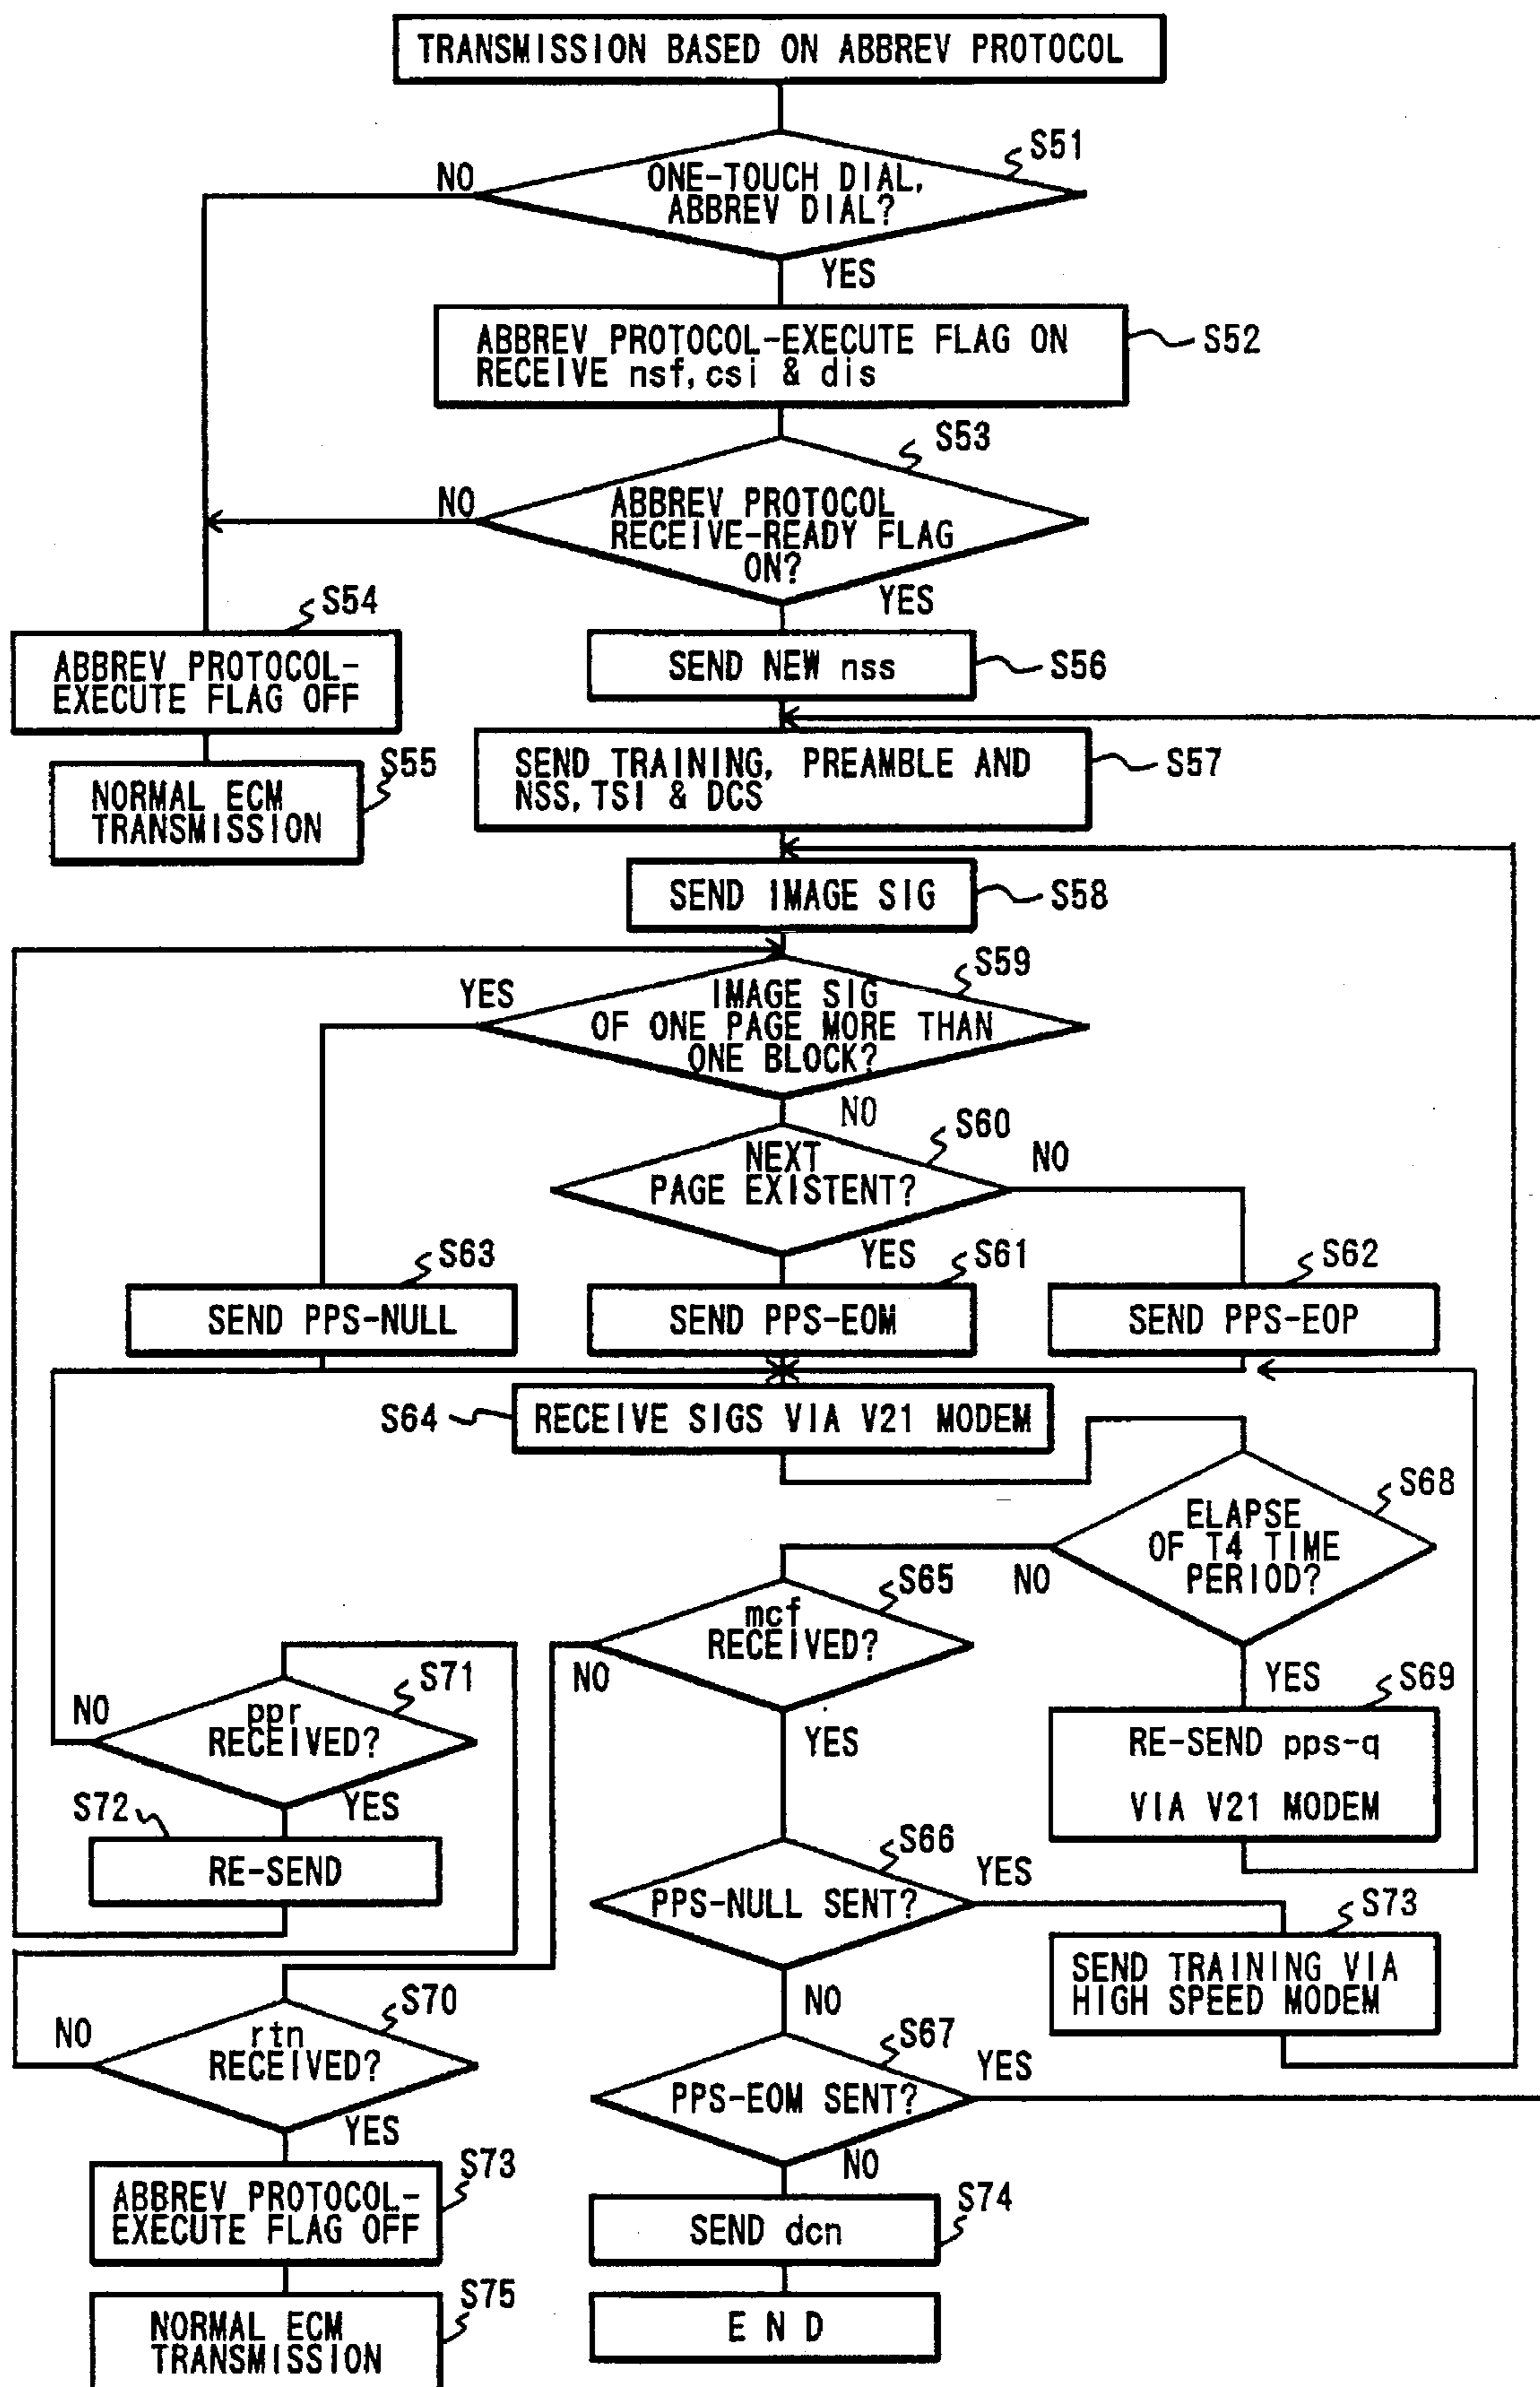 TRANSMISSION BASED ON ABBREV PROTOCOL
S51
NO
ONE-TOUCH DIAL,
ABBREV DIAL?
YES
ABBREV PROTOCOL-EXECUTE FLAG ON
RECEIVE nsf,csi & dis
S52
S53
NO
ABBREV PROTOCOL
RECEIVE-READY FLAG
ON?
YES
S54
ABBREV PROTOCOL-
EXECUTE FLAG OFF
SEND NEW nss
S56
S55
NORMAL ECM
TRANSMISSION
SEND TRAINING, PREAMBLE AND
NSS,TSI & DCS
S57
SEND IMAGE SIG
S58
S59
YES
IMAGE SIG
OF ONE PAGE MORE THAN
ONE BLOCK?
NO
S60
NEXT
PAGE EXISTENT?
NO
YES
S63
S61
S62
SEND PPS-NULL
SEND PPS-EOM
SEND PPS-EOP
S64
RECEIVE SIGS VIA V21 MODEM
S68
ELAPSE
OF T4 TIME
PERIOD?
NO
YES
S65
mcf
RECEIVED?
NO
YES
S69
RE-SEND pps-q
VIA V21 MODEM
S71
NO
ppr
RECEIVED?
YES
S72
RE-SEND
S66
PPS-NULL SENT?
YES
NO
S73
SEND TRAINING VIA
HIGH SPEED MODEM
S70
NO
rtn
RECEIVED?
YES
S67
PPS-EOM SENT?
YES
NO
S73
ABBREV PROTOCOL-
EXECUTE FLAG OFF
S74
SEND dcn
S75
NORMAL ECM
TRANSMISSION
END